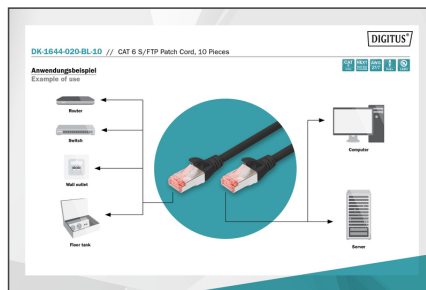 DIGITUS®
DK-1644-020-BL-10 // CAT 6 S/FTP Patch Cord, 10 Pieces
Anwendungsbeispiel
Example of use
Router
Switch
Wall outlet
Floor tank
Computer
Server